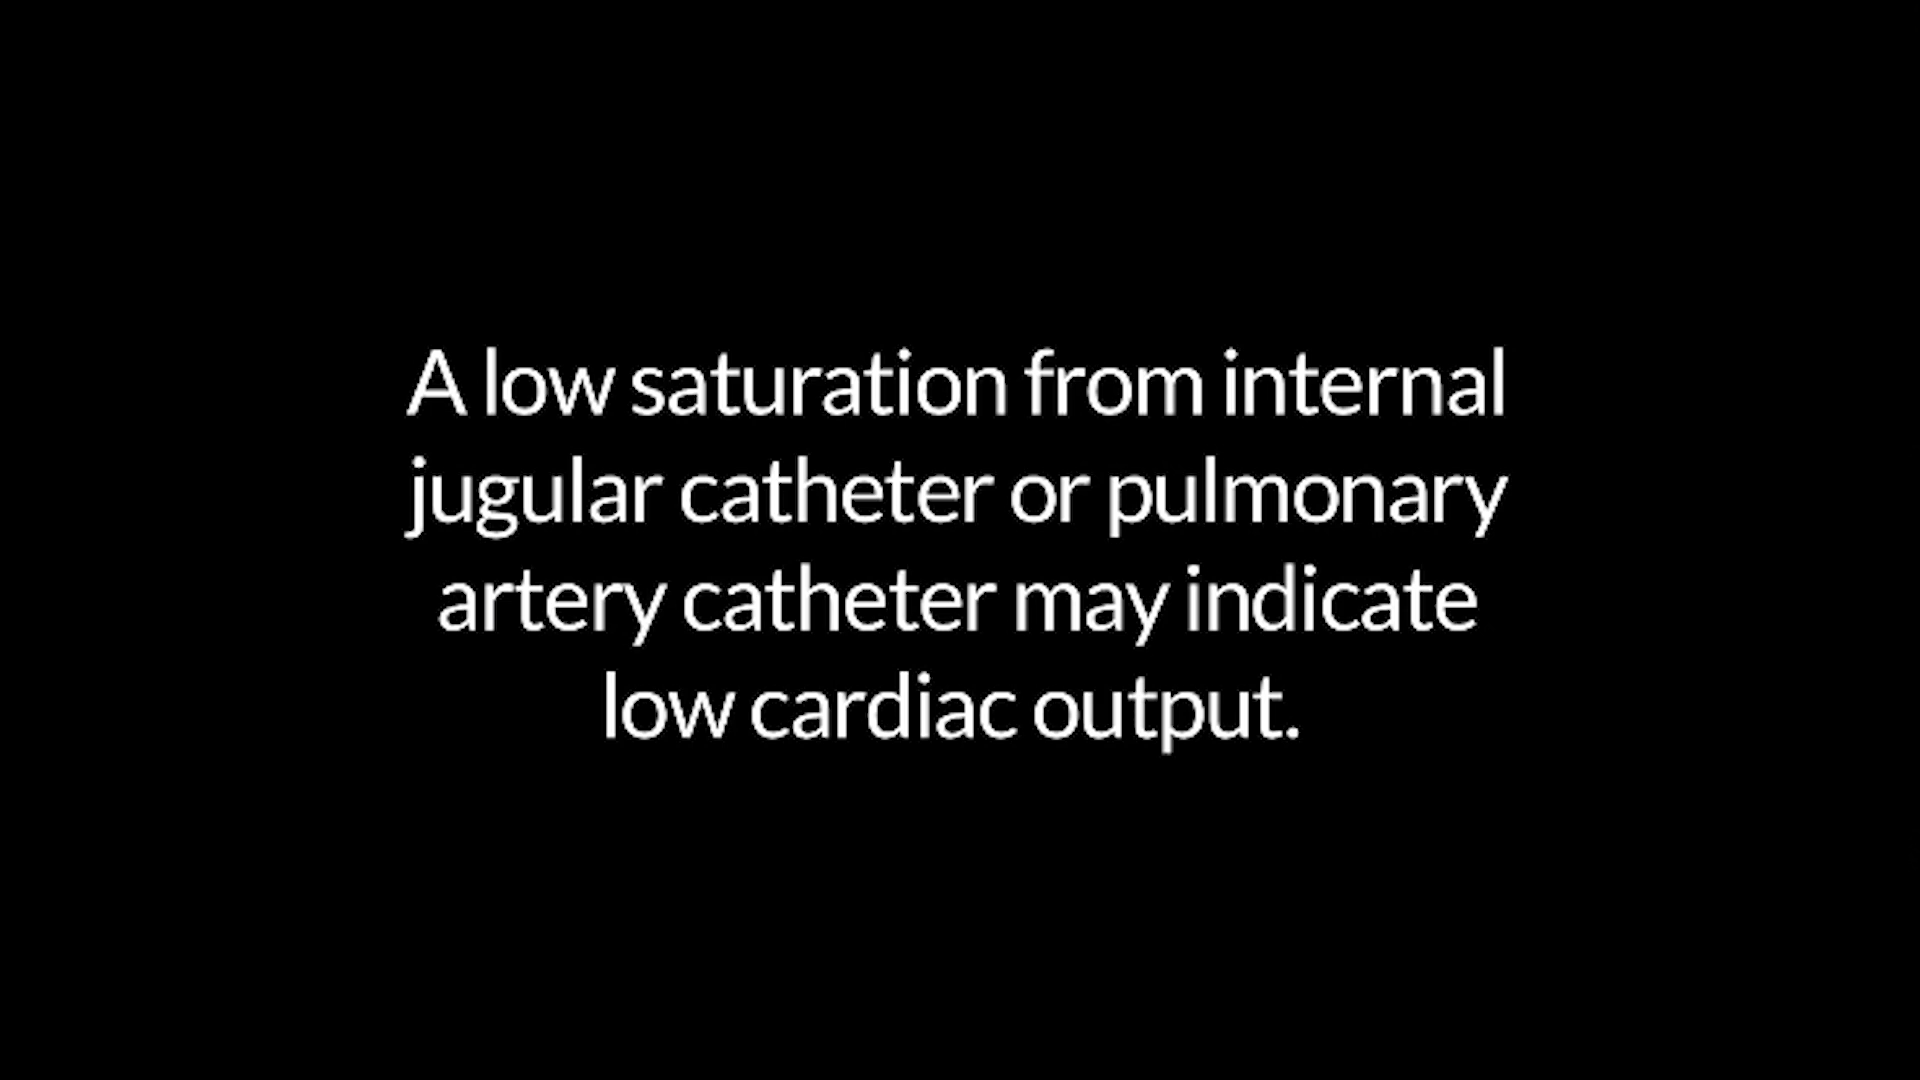 A low saturation from internal
jugular catheter or pulmonary
artery catheter may indicate
low cardiac output.